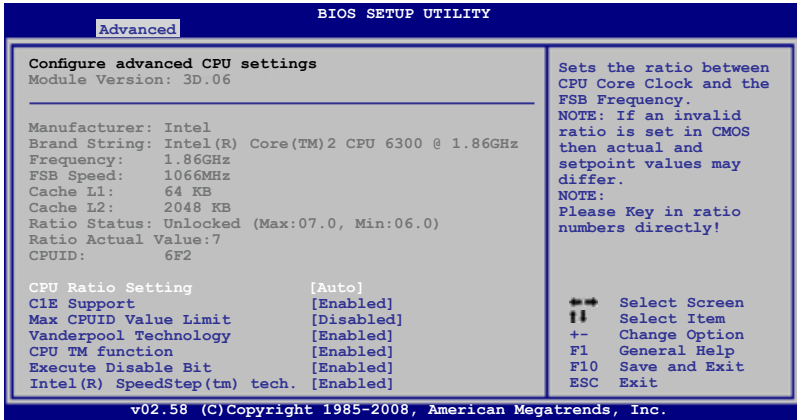 BIOS SETUP UTILITY
Advanced
Configure advanced CPU settings
Module Version: 3D.06
Manufacturer: Intel
Brand String: Intel(R) Core(TM)2 CPU 6300 @ 1.86GHz
Frequency: 1.86GHz
FSB Speed: 1066MHz
Cache L1: 64 KB
Cache L2: 2048 KB
Ratio Status: Unlocked (Max:07.0, Min:06.0)
Ratio Actual Value:7
CPUID: 6F2
CPU Ratio Setting [Auto]
C1E Support [Enabled]
Max CPUID Value Limit [Disabled]
Vanderpool Technology [Enabled]
CPU TM function [Enabled]
Execute Disable Bit [Enabled]
Intel(R) SpeedStep(tm) tech. [Enabled]
Sets the ratio between
CPU Core Clock and the
FSB Frequency.
NOTE: If an invalid
ratio is set in CMOS
then actual and
setpoint values may
differ.
NOTE:
Please Key in ratio
numbers directly!
Select Screen
Select Item
+- Change Option
F1 General Help
F10 Save and Exit
ESC Exit
v02.58 (C)Copyright 1985-2008, American Megatrends, Inc.